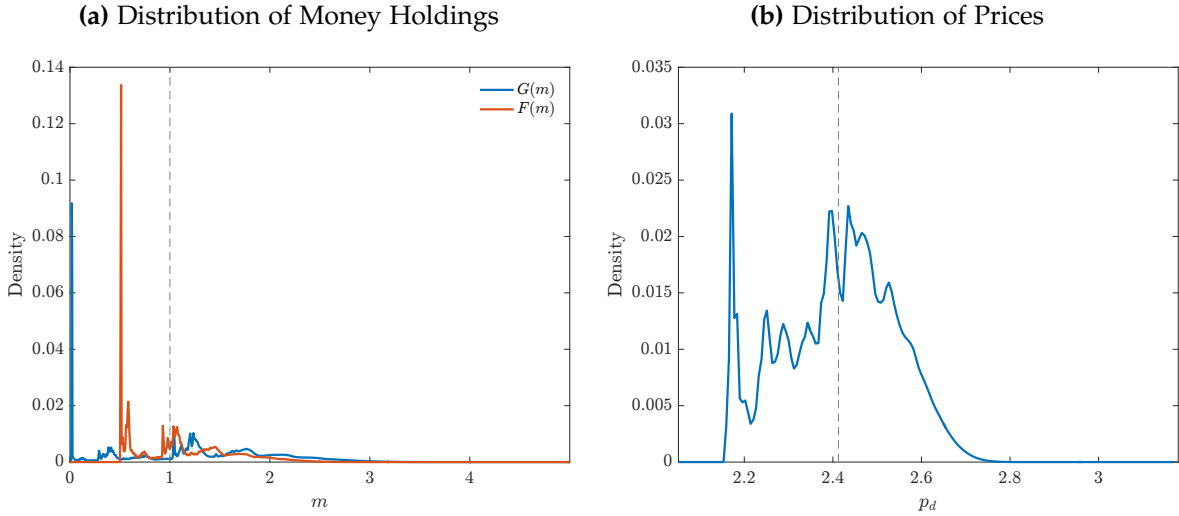 (a) Distribution of Money Holdings
0.14
0.12
0.1
0.08
0.06
0.04
0.02
0
Density
G(m)
F(m)
0 1 2 3 4
m
(b) Distribution of Prices
0.035
0.03
0.025
0.02
0.015
0.01
0.005
0
Density
2.2 2.4 2.6 2.8 3
p_d